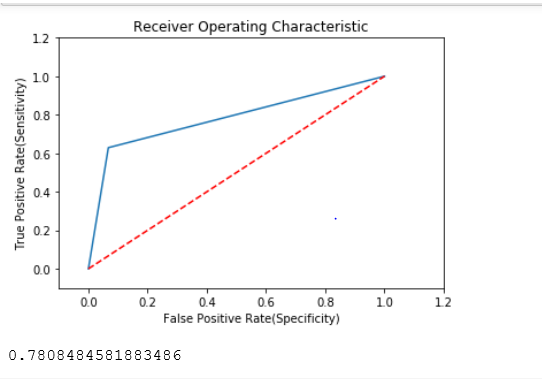 Receiver Operating Characteristic
1.2
1.0
0.8
0.6
0.4
0.2
0.0
True Positive Rate(Sensitivity)
0.0 0.2 0.4 0.6 0.8 1.0 1.2
False Positive Rate(Specificity)
0.7808484581883486